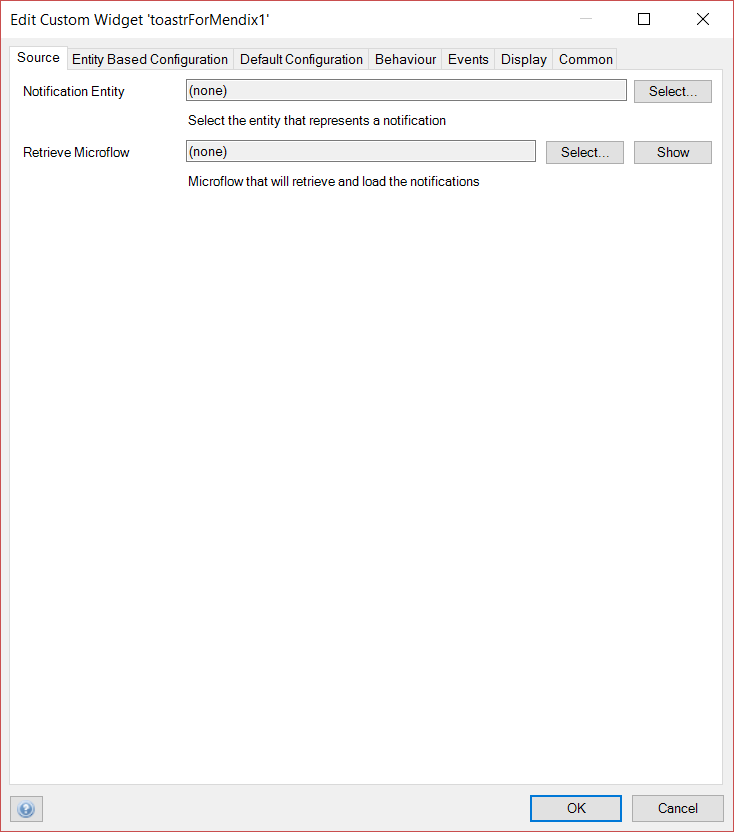 Edit Custom Widget 'toastrForMendix1'
Source Entity Based Configuration Default Configuration Behaviour Events Display Common
Notification Entity (none) Select...
Select the entity that represents a notification
Retrieve Microflow (none) Select... Show
Microflow that will retrieve and load the notifications
? OK Cancel